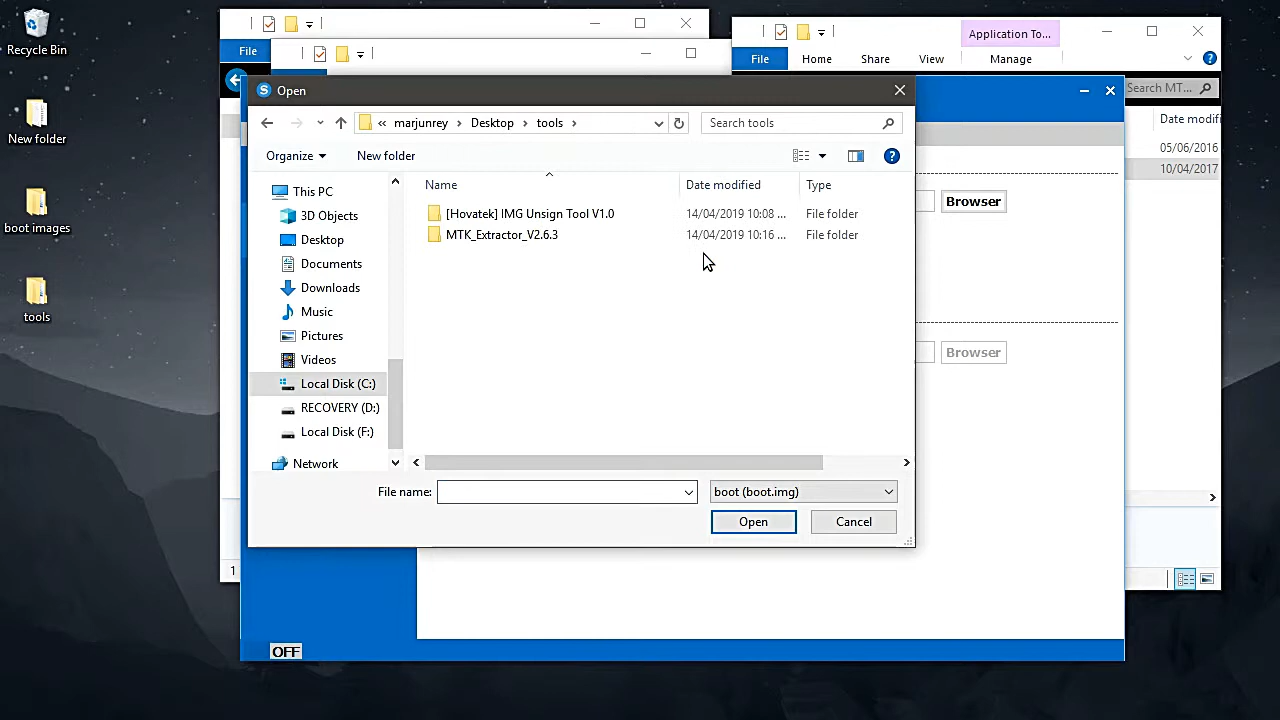 Recycle Bin
New folder
boot images
tools
File
Application To...
File
Home
Share
View
Manage
Search MT...
Date modifi
05/06/2016
10/04/2017
Open
« marjunrey > Desktop > tools >
Search tools
Organize
New folder
Name
Date modified
Type
[Hovatek] IMG Unsign Tool V1.0
14/04/2019 10:08 ...
File folder
MTK_Extractor_V2.6.3
14/04/2019 10:16 ...
File folder
This PC
3D Objects
Desktop
Documents
Downloads
Music
Pictures
Videos
Local Disk (C:)
RECOVERY (D:)
Local Disk (F:)
Network
File name:
boot (boot.img)
Open
Cancel
Browser
Browser
1
OFF